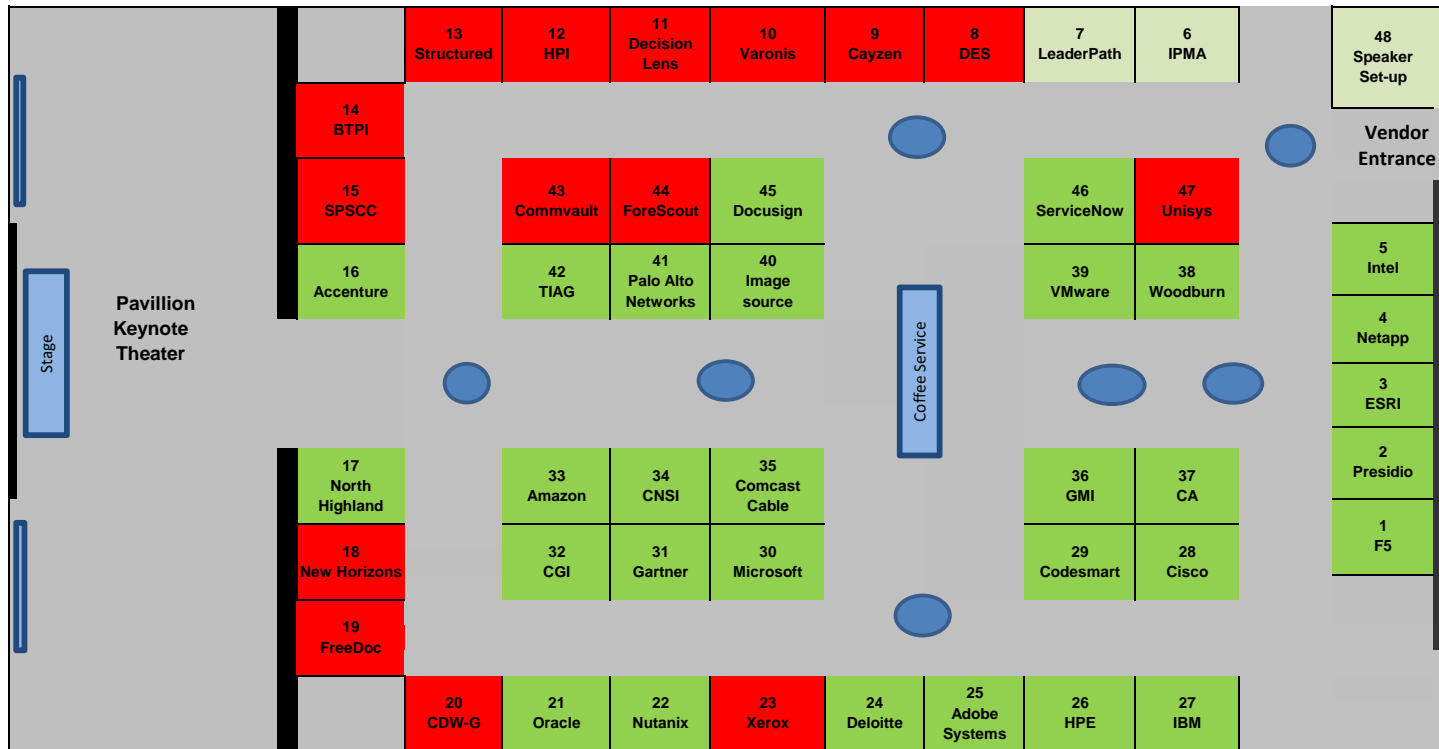 13
Structured
12
HPI
11
Decision
Lens
10
Varonis
9
Cayzen
8
DES
7
LeaderPath
6
IPMA
48
Speaker
Set-up
14
BTPI
Vendor
Entrance
15
SPSCC
43
Commvault
44
ForeScout
45
Docusign
46
ServiceNow
47
Unisys
16
Accenture
42
TIAG
41
Palo Alto
Networks
40
Image
source
39
VMware
38
Woodburn
5
Intel
4
Netapp
3
ESRI
2
Presidio
1
F5
Stage
Pavillion
Keynote
Theater
Coffee Service
17
North
Highland
33
Amazon
34
CNSI
35
Comcast
Cable
36
GMI
37
CA
18
New Horizons
32
CGI
31
Gartner
30
Microsoft
29
Codesmart
28
Cisco
19
FreeDoc
20
CDW-G
21
Oracle
22
Nutanix
23
Xerox
24
Deloitte
25
Adobe
Systems
26
HPE
27
IBM